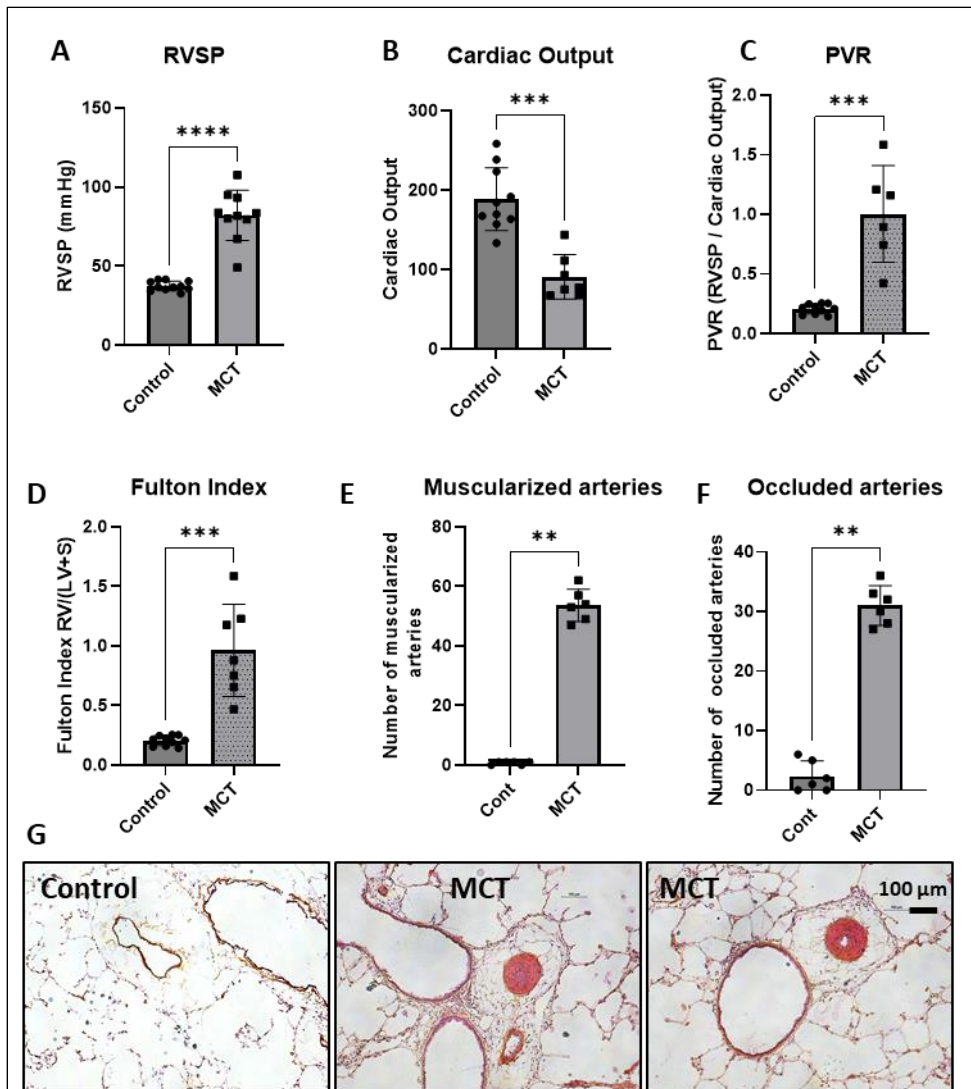 A
RVSP
RVSP (mmHg)
150
100
50
0
****
Control
MCT
B
Cardiac Output
Cardiac Output
300
200
100
0
***
Control
MCT
C
PVR
PVR (RVSP / Cardiac Output)
2.0
1.5
1.0
0.5
0.0
***
Control
MCT
D
Fulton Index
Fulton Index RV/(LV+S)
2.0
1.5
1.0
0.5
0.0
***
Control
MCT
E
Muscularized arteries
Number of muscularized
arteries
80
60
40
20
0
**
Cont
MCT
F
Occluded arteries
Number of occluded arteries
40
30
20
10
0
**
Cont
MCT
G
Control
MCT
MCT
100 µm